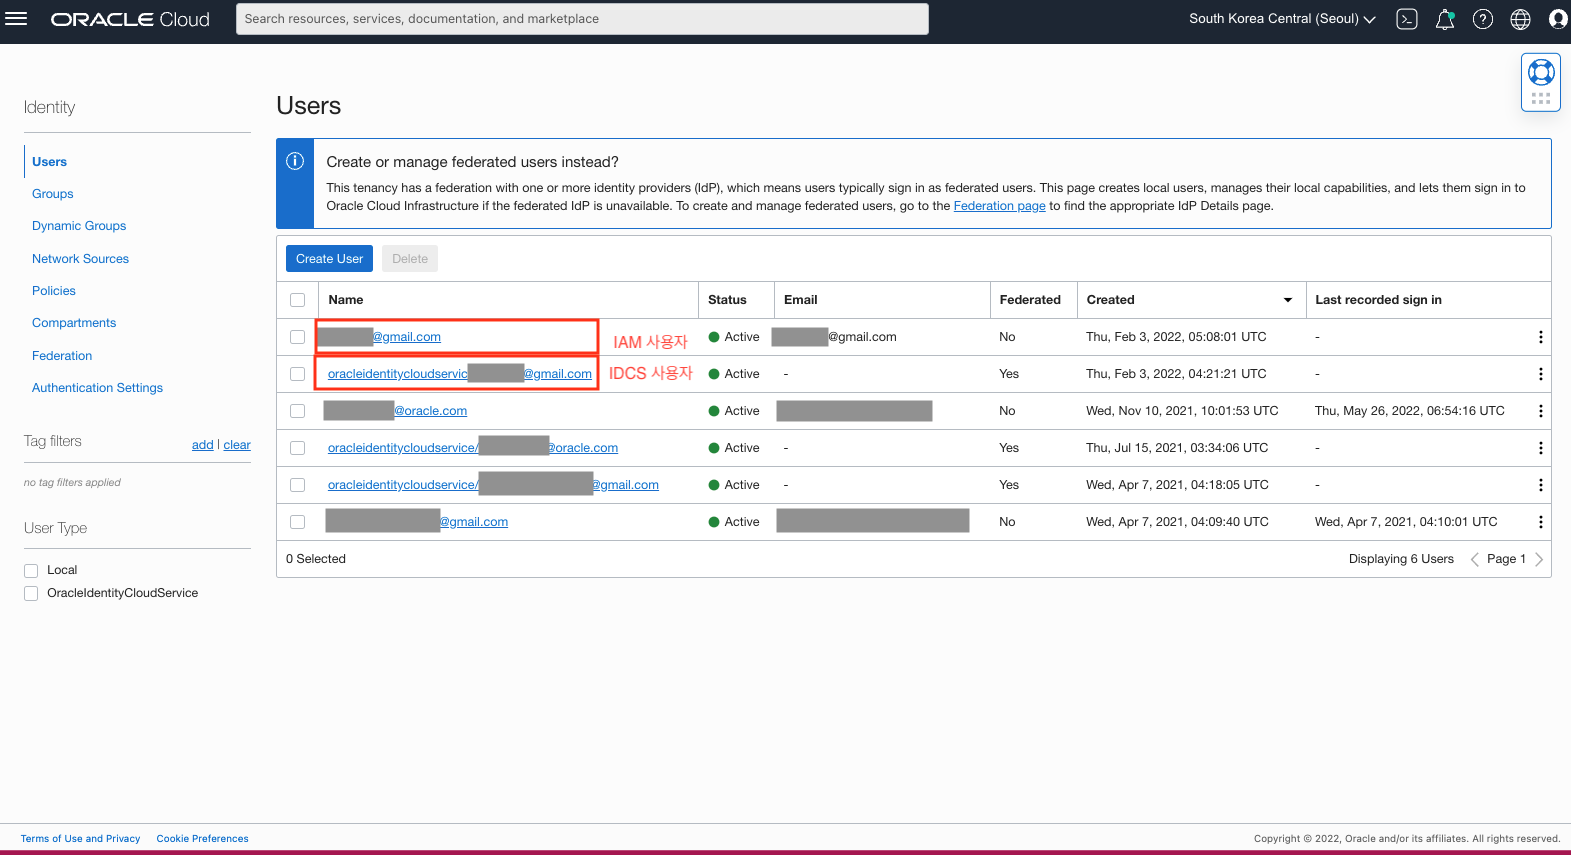 ORACLE Cloud
Search resources, services, documentation, and marketplace
South Korea Central (Seoul)
Identity
Users
Groups
Dynamic Groups
Network Sources
Policies
Compartments
Federation
Authentication Settings
Tag filters
add | clear
no tag filters applied
User Type
Local
OracleIdentityCloudService
Users
Create or manage federated users instead?
This tenancy has a federation with one or more identity providers (IdP), which means users typically sign in as federated users. This page creates local users, manages their local capabilities, and lets them sign in to
Oracle Cloud Infrastructure if the federated IdP is unavailable. To create and manage federated users, go to the Federation page to find the appropriate IdP Details page.
Create User Delete
Name Status Email Federated Created Last recorded sign in
@gmail.com IAM 사용자 Active @gmail.com No Thu, Feb 3, 2022, 05:08:01 UTC -
oracleidentitycloudservic @gmail.com IDCS 사용자 Active - Yes Thu, Feb 3, 2022, 04:21:21 UTC -
@oracle.com Active No Wed, Nov 10, 2021, 10:01:53 UTC Thu, May 26, 2022, 06:54:16 UTC
oracleidentitycloudservice/ @oracle.com Active - Yes Thu, Jul 15, 2021, 03:34:06 UTC -
oracleidentitycloudservice/ @gmail.com Active - Yes Wed, Apr 7, 2021, 04:18:05 UTC -
@gmail.com Active No Wed, Apr 7, 2021, 04:09:40 UTC Wed, Apr 7, 2021, 04:10:01 UTC
0 Selected Displaying 6 Users Page 1
Terms of Use and Privacy Cookie Preferences Copyright © 2022, Oracle and/or its affiliates. All rights reserved.